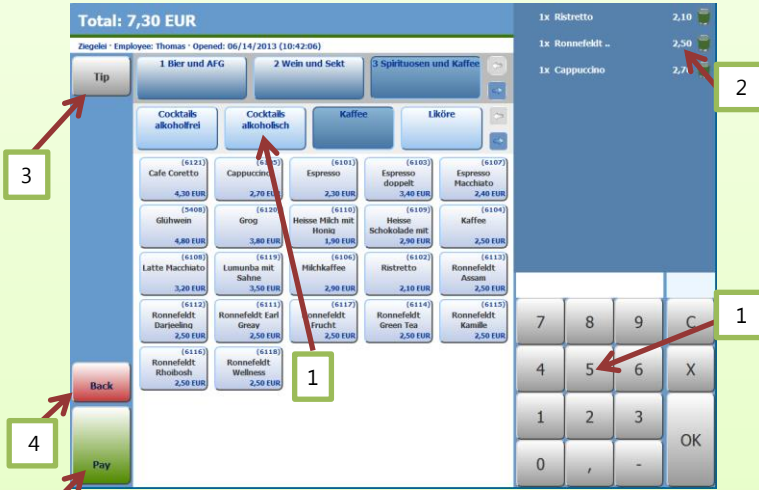 Total: 7,30 EUR
Ziegelei · Employee: Thomas · Opened: 06/14/2013 (10:42:06)
Tip
1 Bier und AFG
2 Wein und Sekt
3 Spirituosen und Kaffee
Cocktails alkoholfrei
Cocktails alkoholisch
Kaffee
Liköre
(6121)
Cafe Coretto
4,30 EUR
Cappuccino
2,70 EUR
(6101)
Espresso
2,30 EUR
(6103)
Espresso doppelt
3,40 EUR
(6107)
Espresso Macchiato
2,40 EUR
(5408)
Glühwein
4,80 EUR
(6120)
Grog
3,80 EUR
(6110)
Heisse Milch mit Honig
1,90 EUR
(6109)
Heisse Schokolade mit
2,90 EUR
(6104)
Kaffee
2,50 EUR
(6108)
Latte Macchiato
3,20 EUR
(6119)
Lumunba mit Sahne
3,50 EUR
(6106)
Milchkaffee
2,90 EUR
(6102)
Ristretto
2,10 EUR
(6113)
Ronnefeldt Assam
2,50 EUR
(6112)
Ronnefeldt Darjeeling
2,50 EUR
(6111)
Ronnefeldt Earl Greay
2,50 EUR
(6117)
Ronnefeldt Frucht
2,50 EUR
(6114)
Ronnefeldt Green Tea
2,50 EUR
(6115)
Ronnefeldt Kamille
2,50 EUR
(6116)
Ronnefeldt Rhoibosh
2,50 EUR
(6118)
Ronnefeldt Wellness
2,50 EUR
Back
Pay
1x Ristretto 2,10
1x Ronnefeldt .. 2,50
1x Cappuccino 2,70
7 8 9 C
4 5 6 X
1 2 3
OK
0 , -
1
2
3
4
1